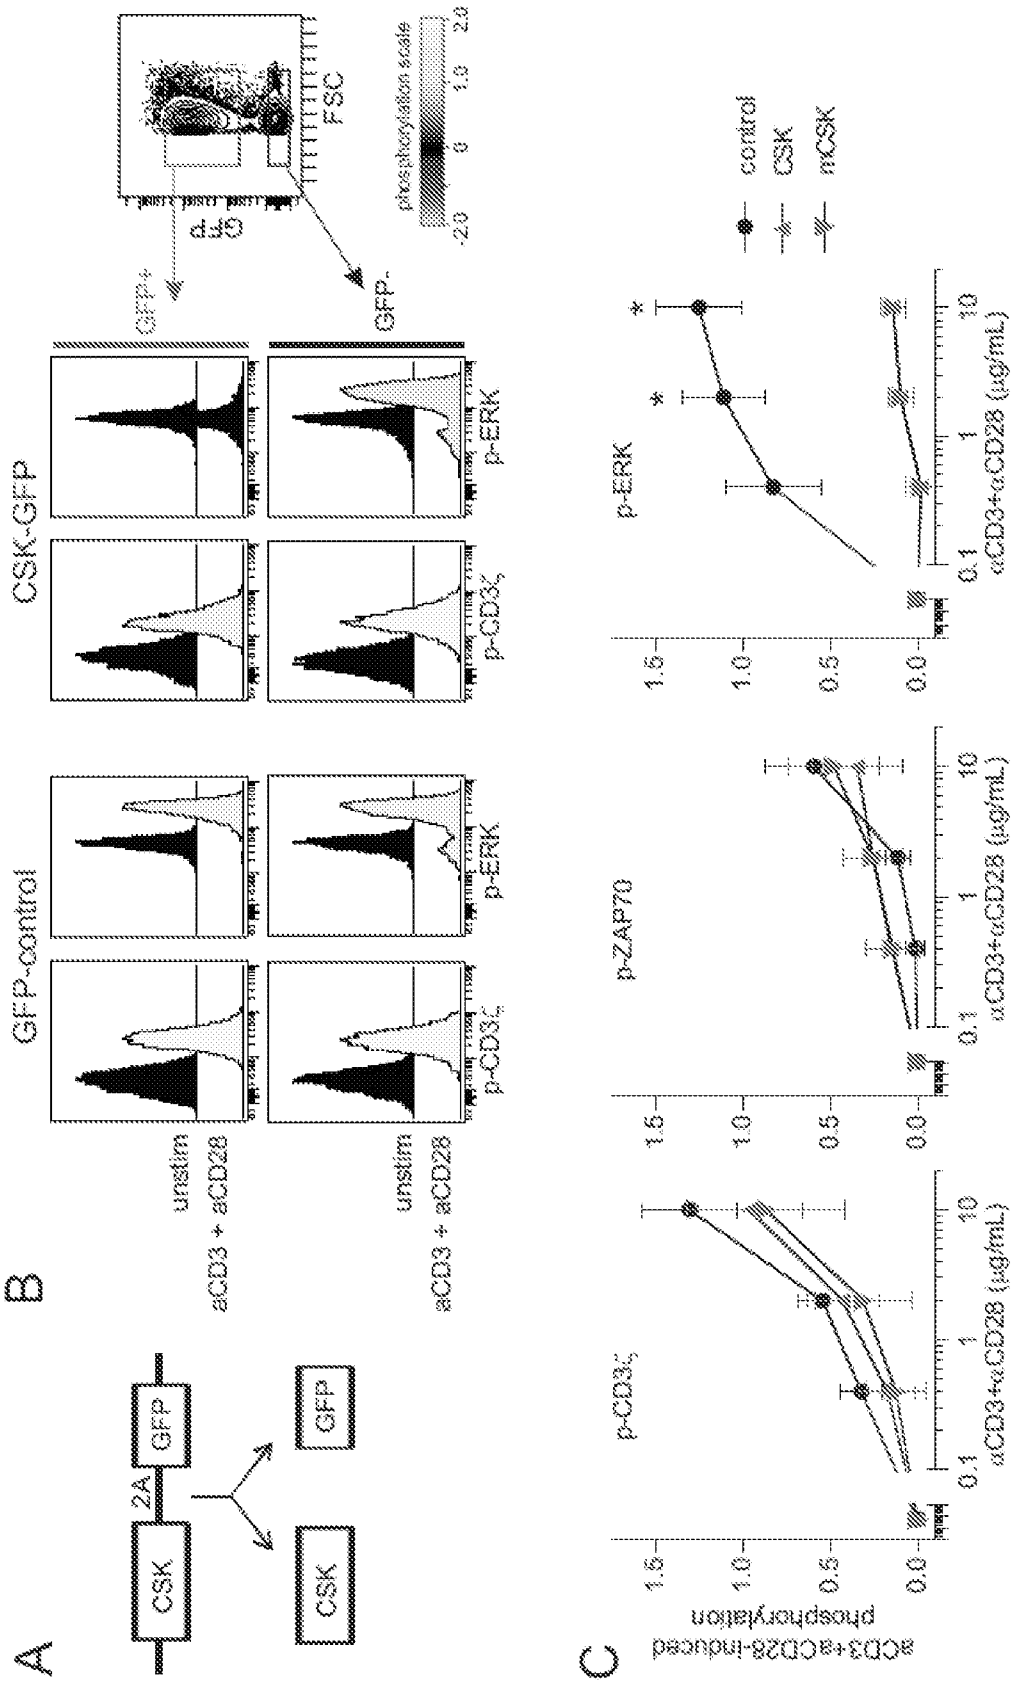 A
CSK
2A
GFP
CSK
GFP
B
GFP-control
CSK-GFP
unstim
aCD3 + aCD28
unstim
aCD3 + aCD28
p-CD3ζ
p-ERK
p-CD3ζ
p-ERK
GFP+
GFP-
GFP
FSC
phosphorylation scale
-2.0
0
1.0
2.0
C
aCD3+aCD28-induced
phosphorylation
p-CD3ζ
1.5
1.0
0.5
0.0
0.1
1
10
αCD3+αCD28 (µg/mL)
p-ZAP70
1.5
1.0
0.5
0.0
0.1
1
10
αCD3+αCD28 (µg/mL)
p-ERK
*
*
1.5
1.0
0.5
0.0
0.1
1
10
αCD3+αCD28 (µg/mL)
control
CSK
mCSK